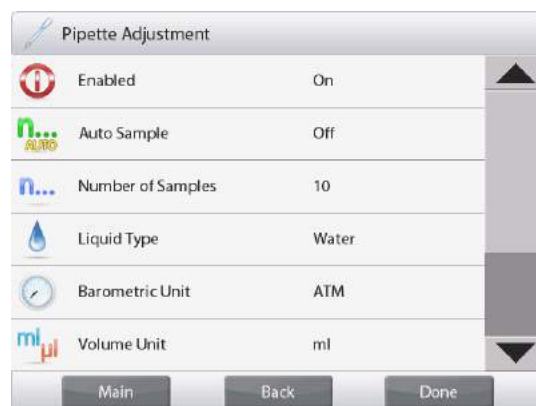 Pipette Adjustment
Enabled On
n... AUTO Auto Sample Off
n... Number of Samples 10
Liquid Type Water
Barometric Unit ATM
ml µl Volume Unit ml
Main Back Done